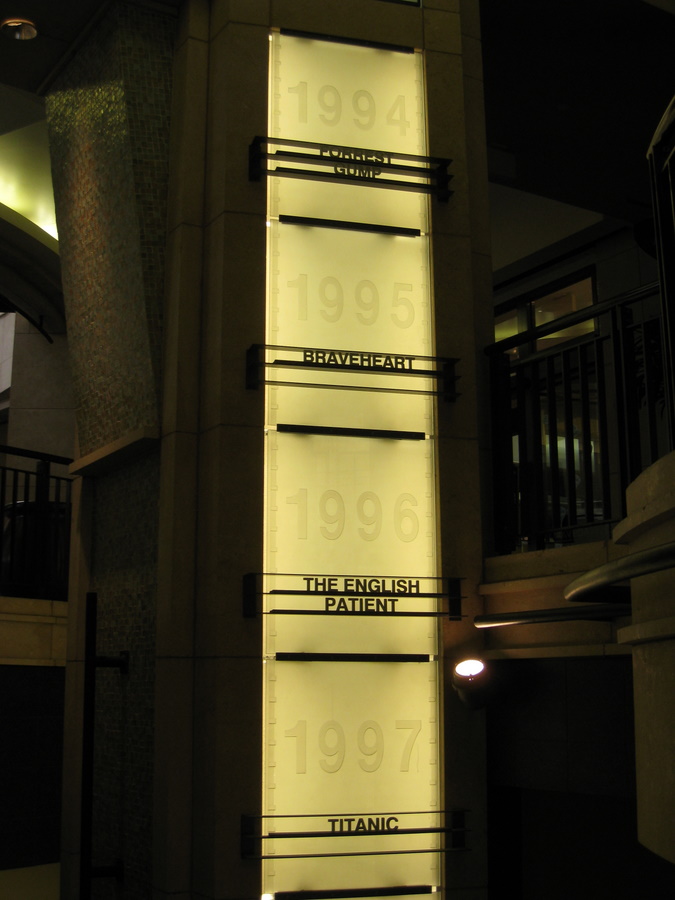 1994
FORREST
GUMP
1995
BRAVEHEART
1996
THE ENGLISH
PATIENT
1997
TITANIC